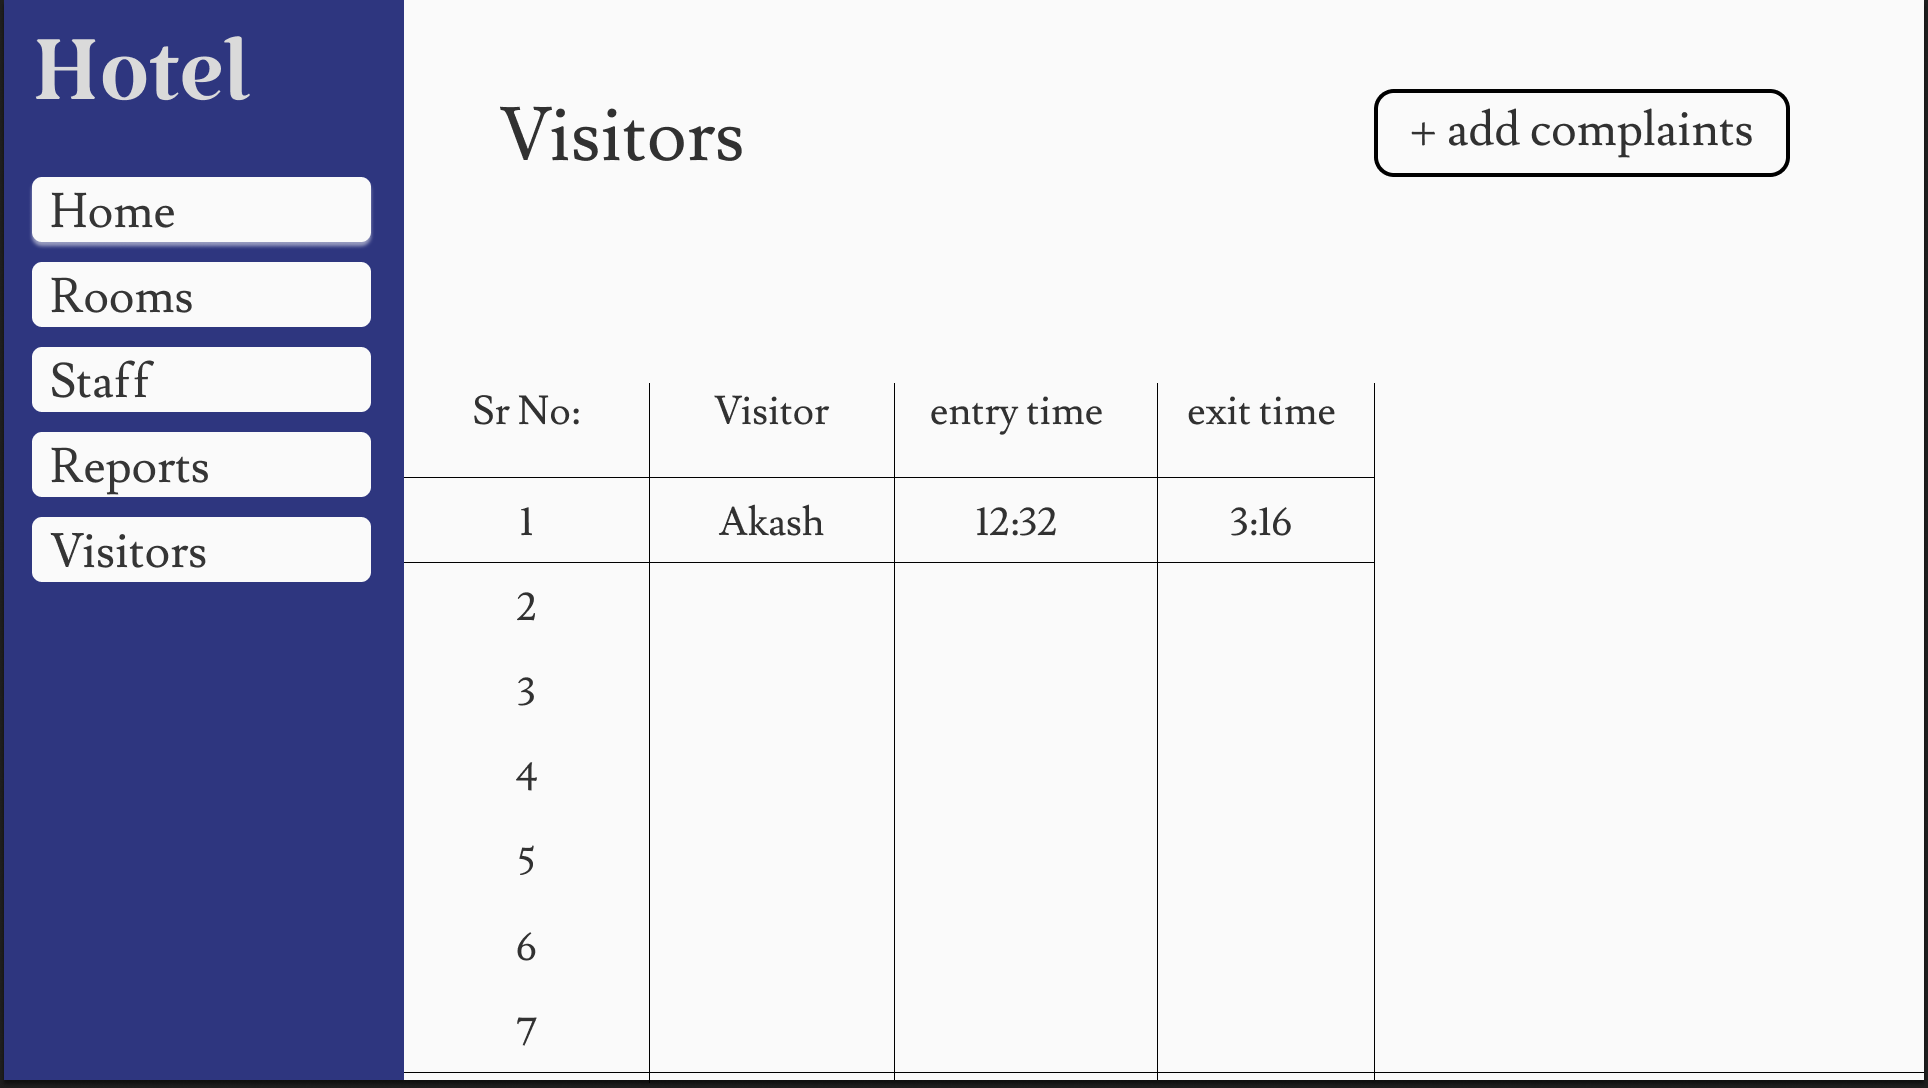 Hotel
Home
Rooms
Staff
Reports
Visitors
Visitors
+ add complaints
Sr No: Visitor entry time exit time
1 Akash 12:32 3:16
2
3
4
5
6
7